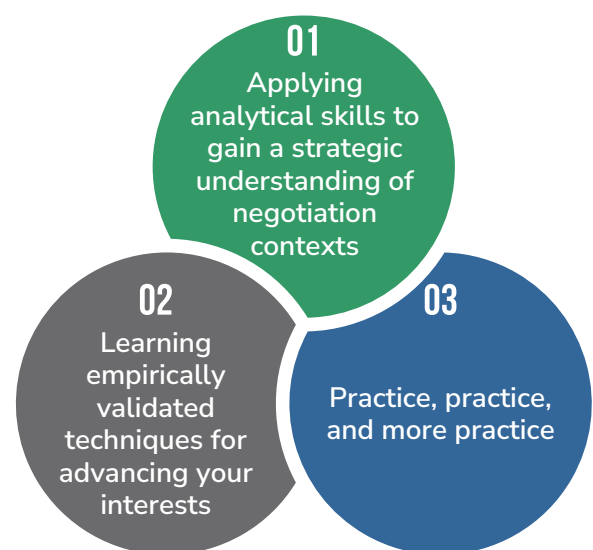 01
Applying
analytical skills to
gain a strategic
understanding of
negotiation
contexts
02
Learning
empirically
validated
techniques for
advancing your
interests
03
Practice, practice,
and more practice